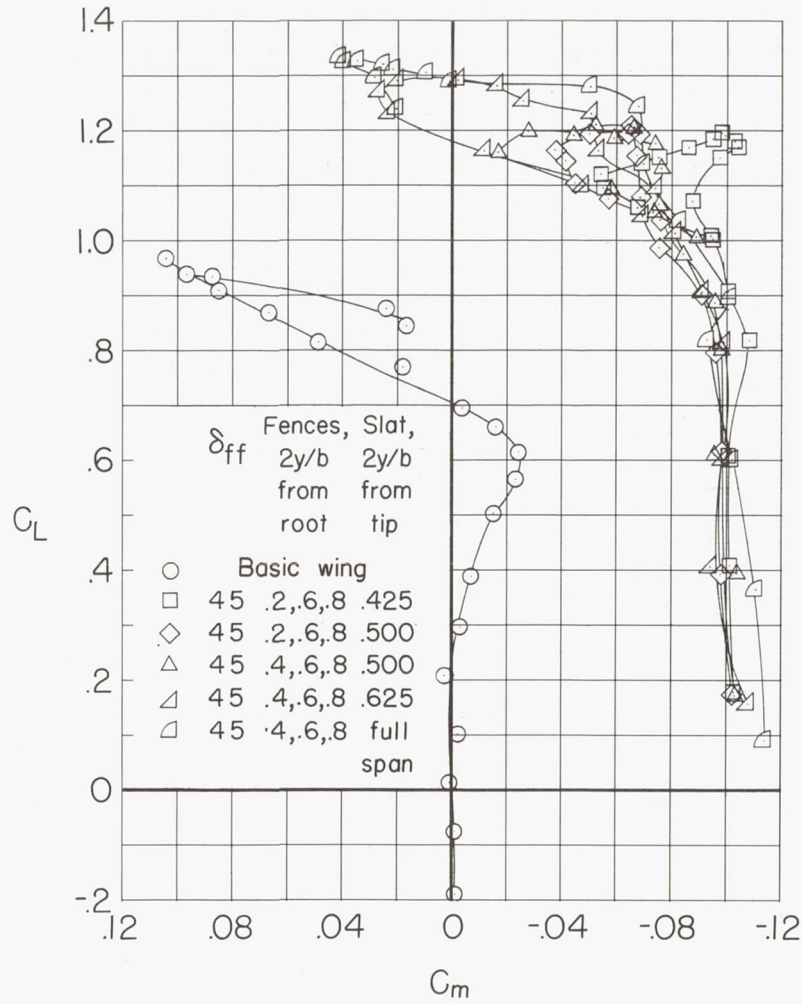 1.4
1.2
1.0
.8
.6
.4
.2
0
-.2
C_L
.12 .08 .04 0 -.04 -.08 -.12
C_m
δff Fences, Slat,
2y/b 2y/b
from from
root tip
Basic wing
45 .2,.6,.8 .425
45 .2,.6,.8 .500
45 .4,.6,.8 .500
45 .4,.6,.8 .625
45 .4,.6,.8 full
span